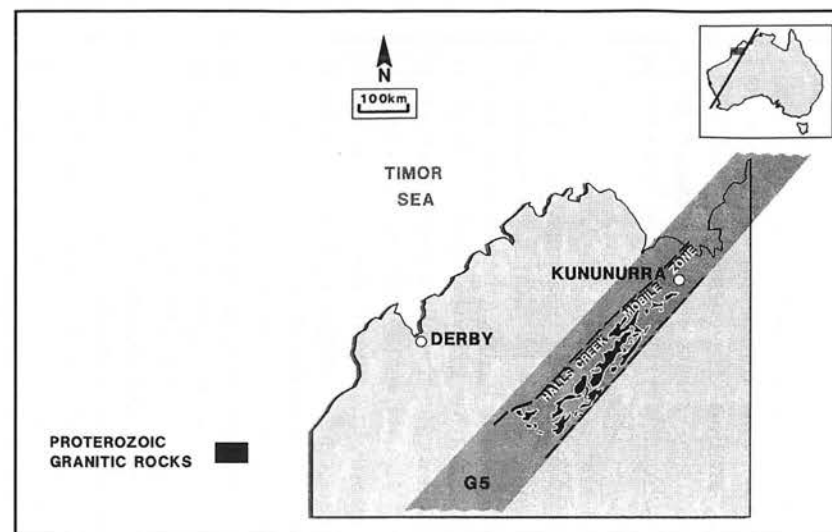 N
100km
TIMOR
SEA
KUNUNURRA
HALLS CREEK MOBILE ZONE
DERBY
PROTEROZOIC
GRANITIC ROCKS
G5